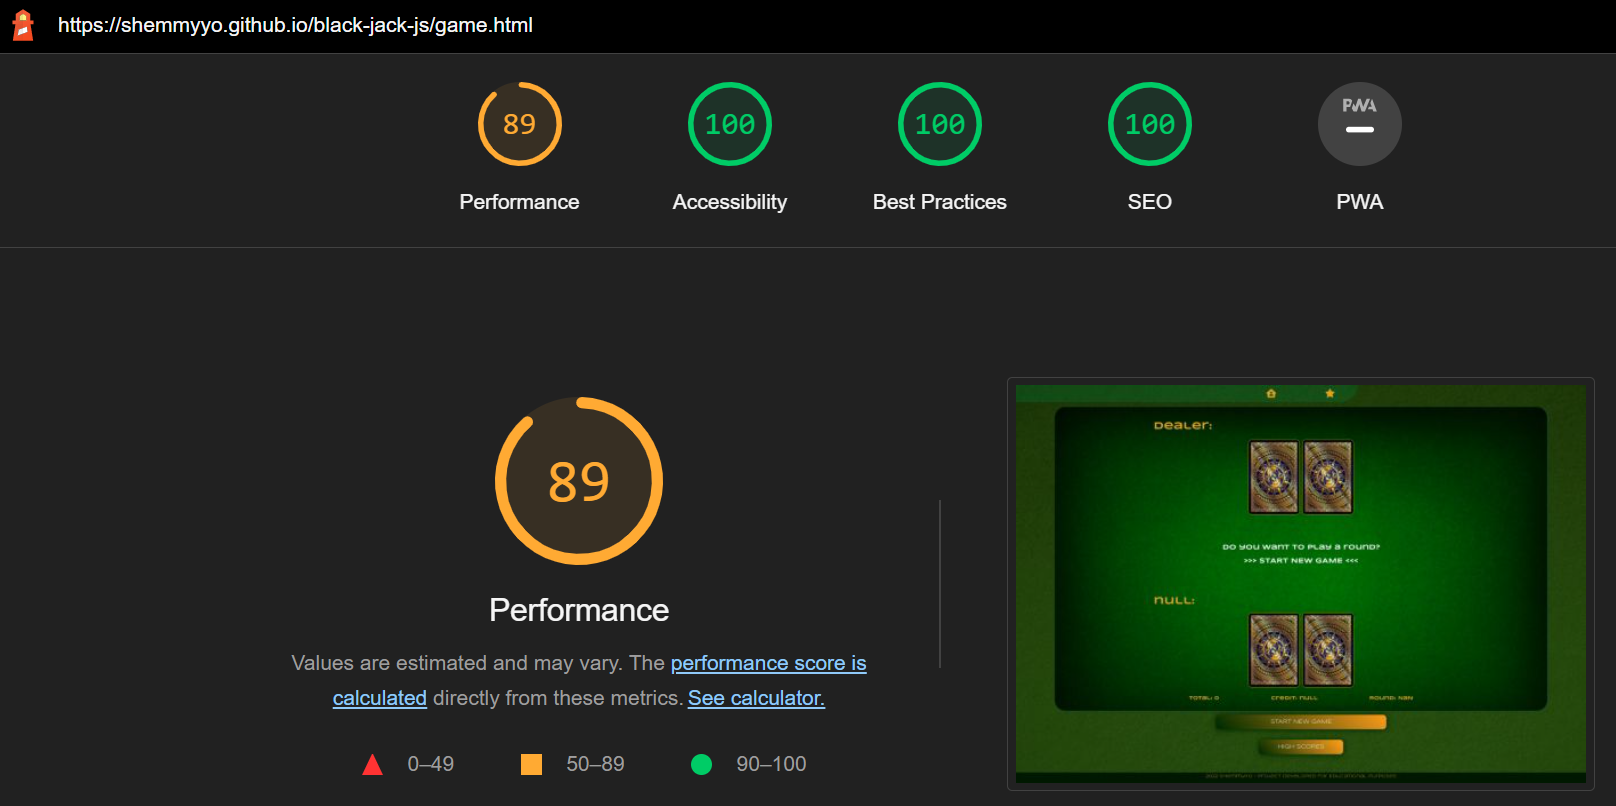 https://shemmyyo.github.io/black-jack-js/game.html
89
100
100
100
PWA
Performance
Accessibility
Best Practices
SEO
PWA
89
Performance
Values are estimated and may vary. The performance score is
calculated directly from these metrics. See calculator.
0–49
50–89
90–100
Dealer:
Do you want to play a round?
>>> START NEW GAME <<<
null:
Total: 0
Credit: null
Round: NaN
START NEW GAME
HIGH SCORES